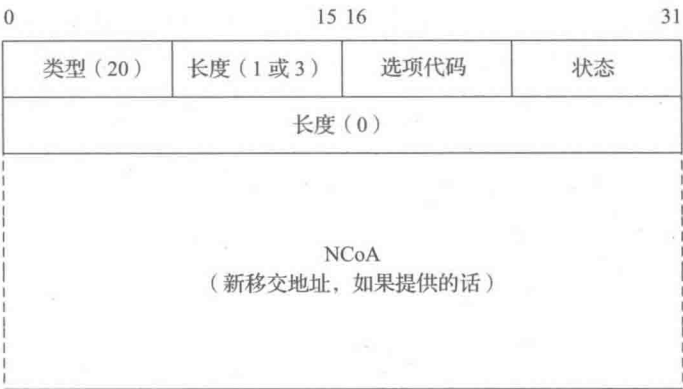 0 15 16 31
类型（20） 长度（1 或 3） 选项代码 状态
长度（0）
NCoA
（新移交地址，如果提供的话）